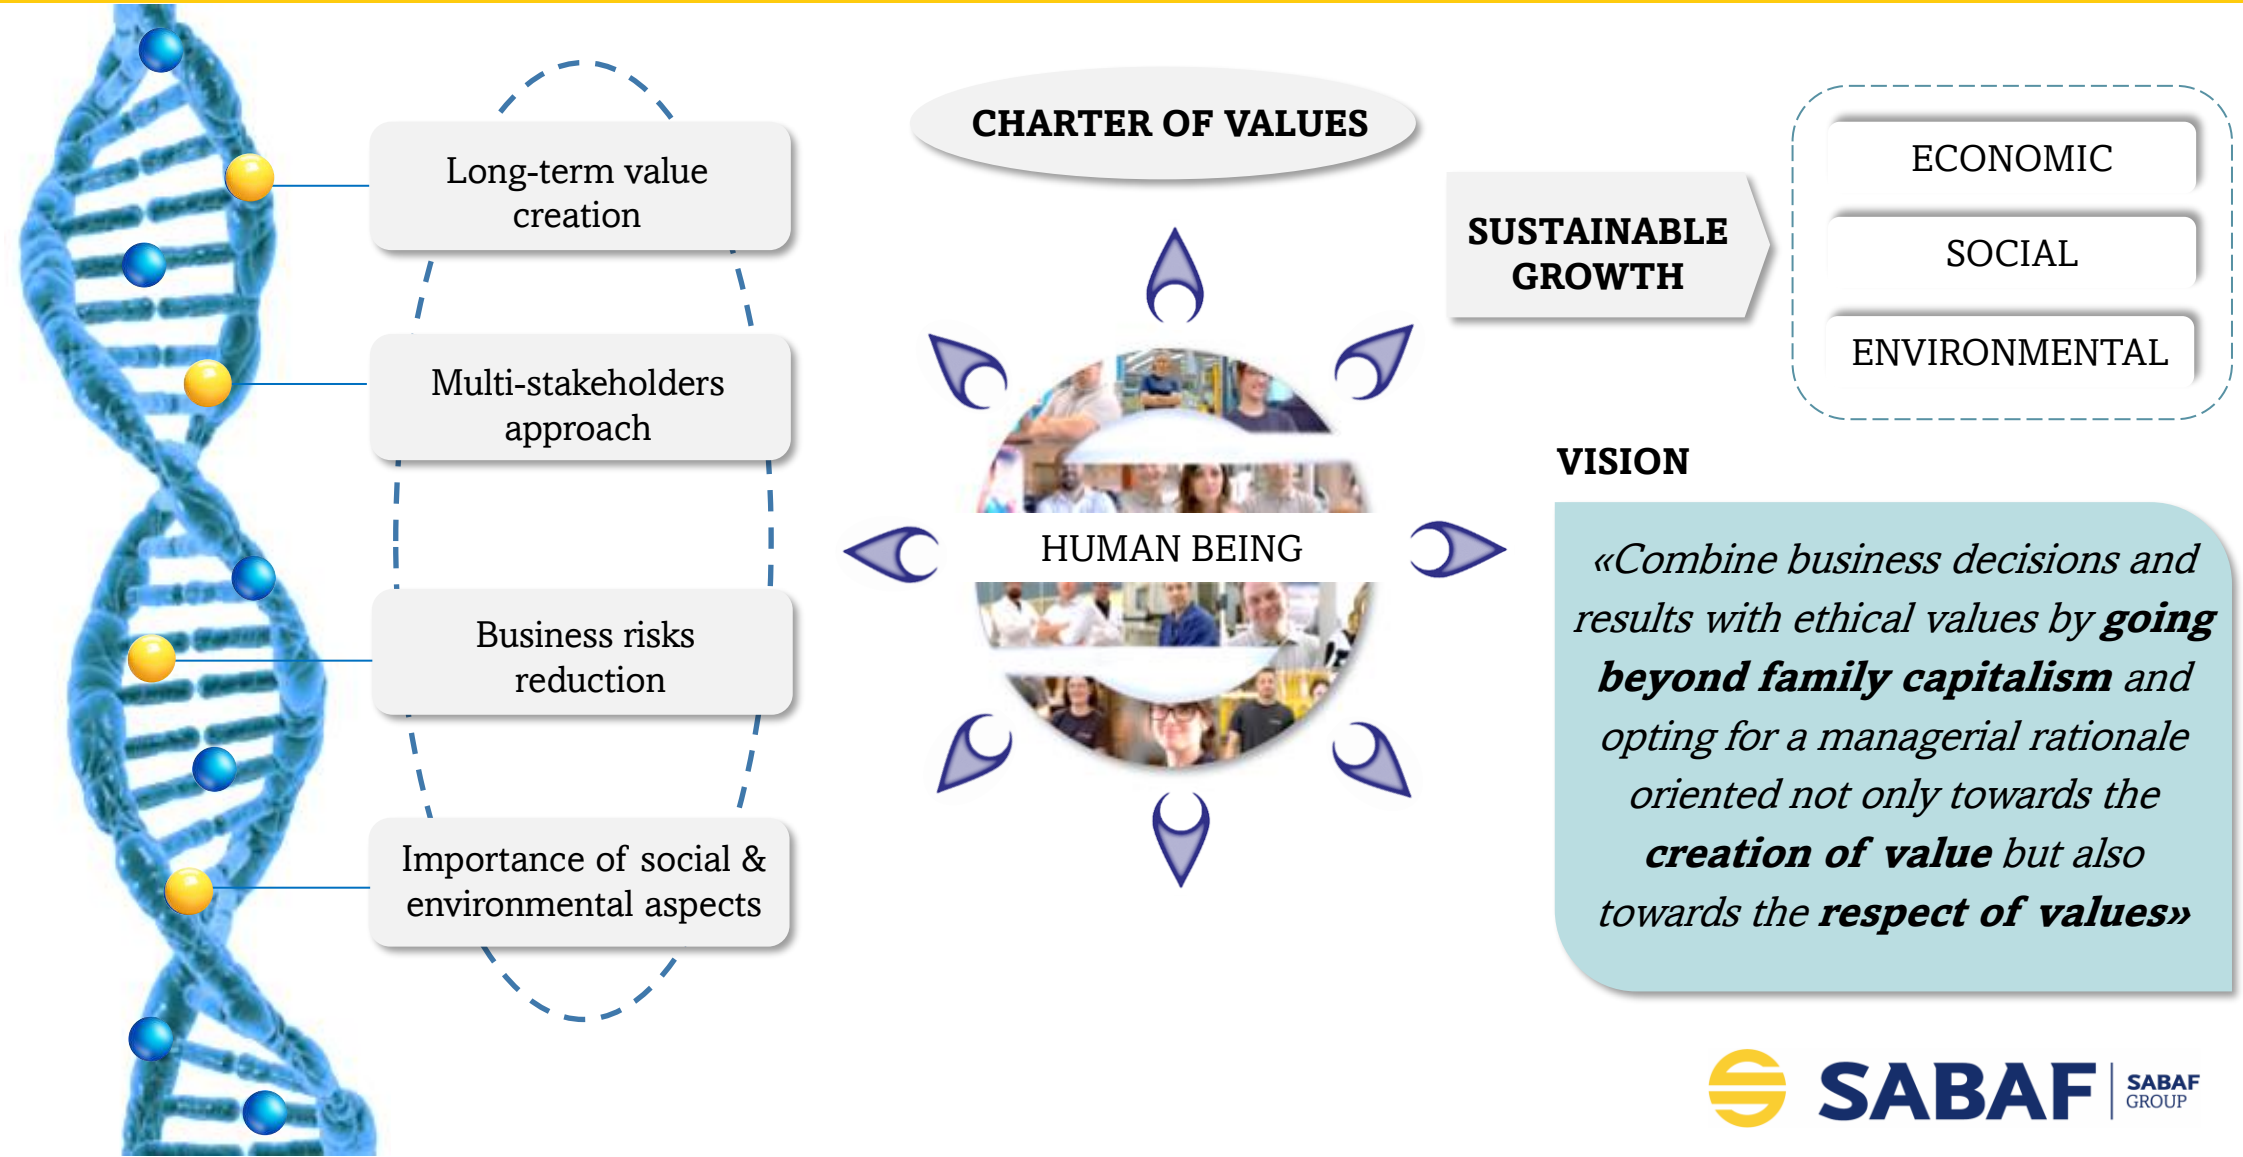 Long-term value
creation
Multi-stakeholders
approach
Business risks
reduction
Importance of social &
environmental aspects
CHARTER OF VALUES
HUMAN BEING
SUSTAINABLE
GROWTH
ECONOMIC
SOCIAL
ENVIRONMENTAL
VISION
«Combine business decisions and
results with ethical values by going
beyond family capitalism and
opting for a managerial rationale
oriented not only towards the
creation of value but also
towards the respect of values»
SABAF
SABAF
GROUP